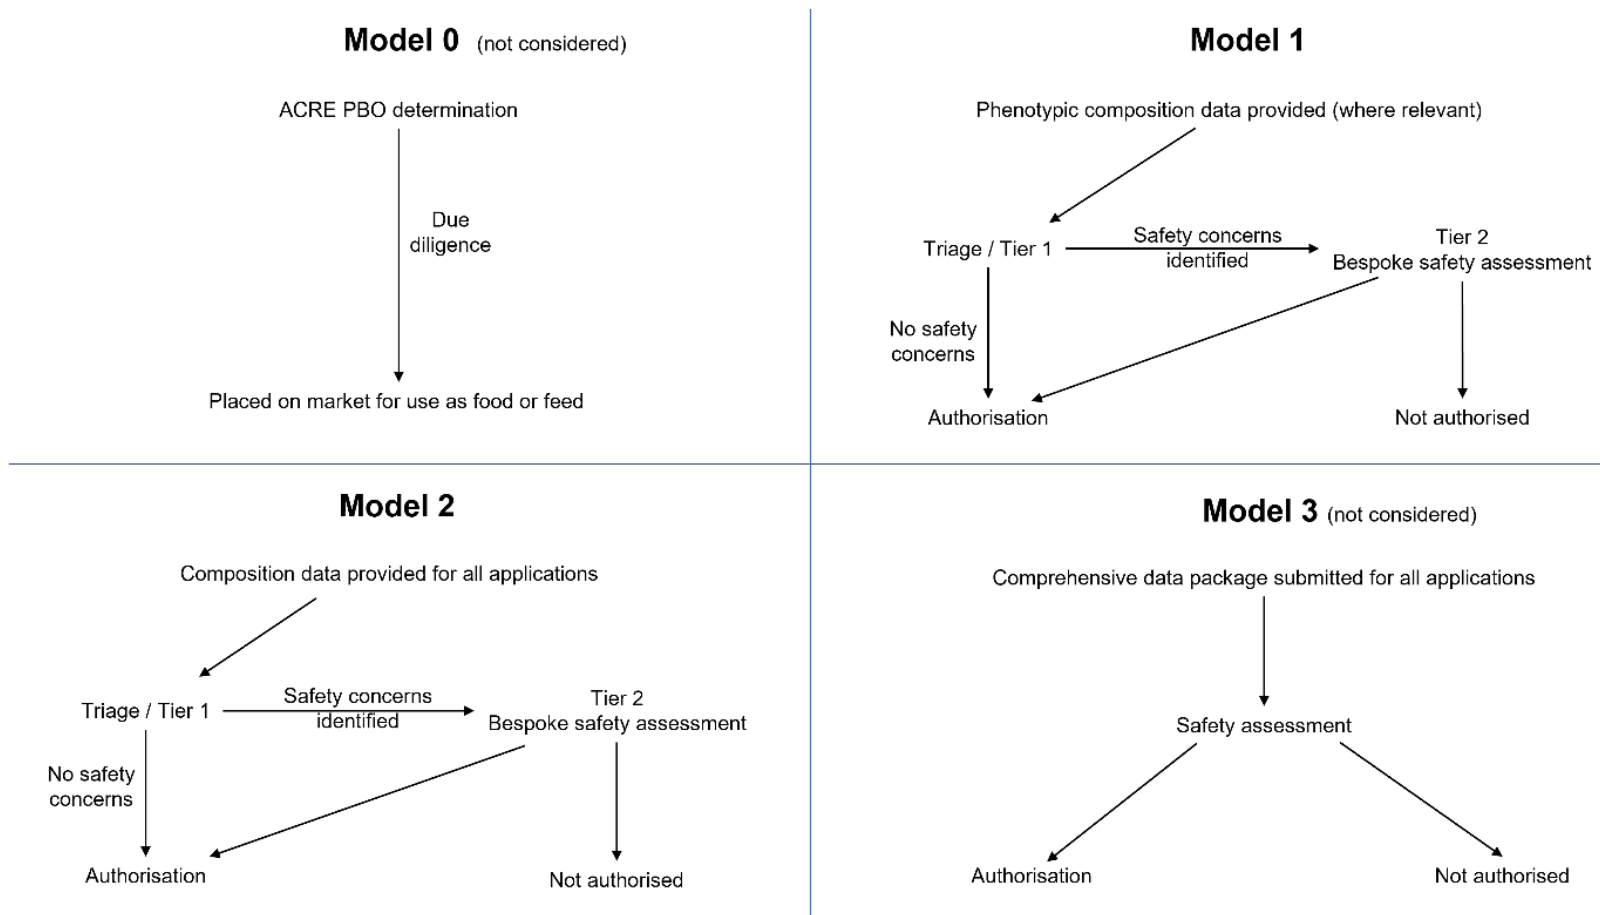 Model 0 (not considered)
ACRE PBO determination
Due
diligence
Placed on market for use as food or feed
Model 1
Phenotypic composition data provided (where relevant)
Triage / Tier 1
Safety concerns
identified
Tier 2
Bespoke safety assessment
No safety
concerns
Authorisation
Not authorised
Model 2
Composition data provided for all applications
Triage / Tier 1
Safety concerns
identified
Tier 2
Bespoke safety assessment
No safety
concerns
Authorisation
Not authorised
Model 3 (not considered)
Comprehensive data package submitted for all applications
Safety assessment
Authorisation
Not authorised